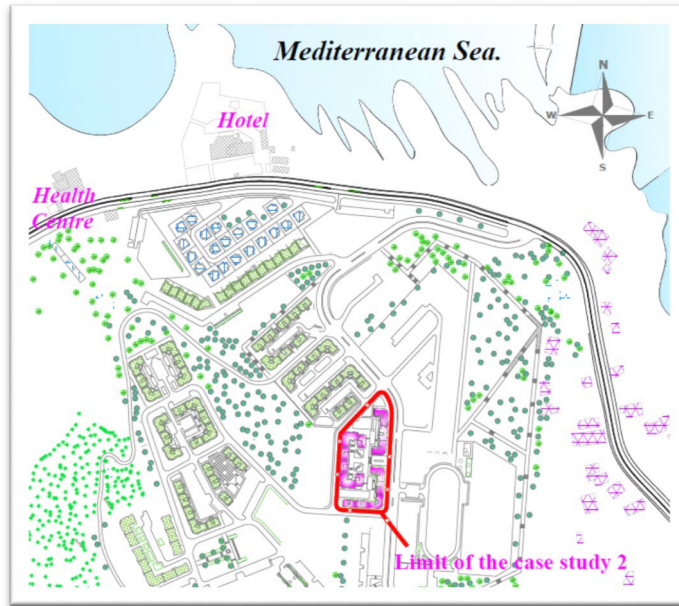 Mediterranean Sea.
N
W
E
S
Hotel
Health
Centre
Limit of the case study 2